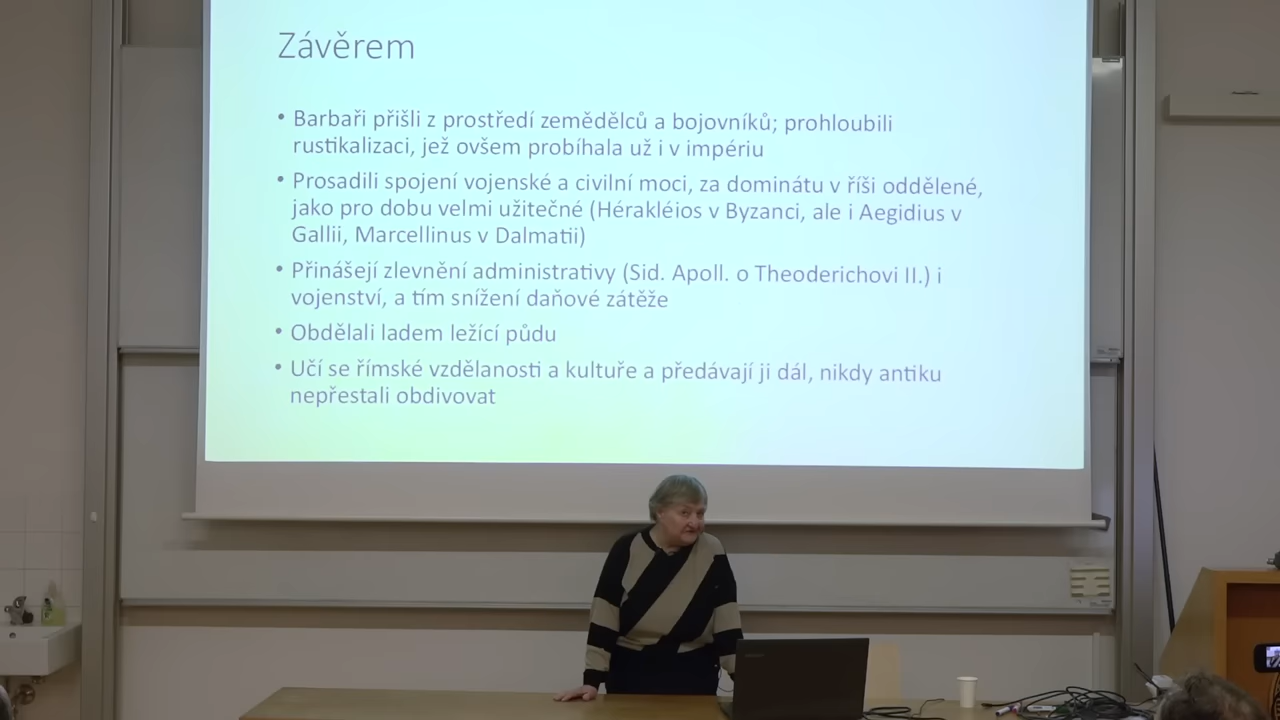 Závěrem
• Barbaři přišli z prostředí zemědělců a bojovníků; prohloubili
rustikalizaci, jež ovšem probíhala už i v impériu
• Prosadili spojení vojenské a civilní moci, za dominátu v říši oddělené,
jako pro dobu velmi užitečné (Hérakléios v Byzanci, ale i Aegidius v
Gallii, Marcellinus v Dalmatii)
• Přinášejí zlevnění administrativy (Sid. Apoll. o Theoderichovi II.) i
vojenství, a tím snížení daňové zátěže
• Obdělali ladem ležící půdu
• Učí se římské vzdělanosti a kultuře a předávají ji dál, nikdy antiku
nepřestali obdivovat